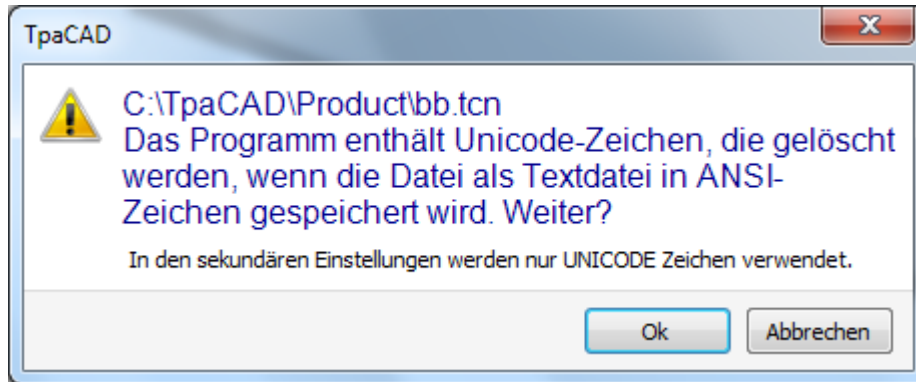 TpaCAD
C:\TpaCAD\Product\bb.tcn
Das Programm enthält Unicode-Zeichen, die gelöscht
werden, wenn die Datei als Textdatei in ANSI-
Zeichen gespeichert wird. Weiter?
In den sekundären Einstellungen werden nur UNICODE Zeichen verwendet.
Ok
Abbrechen